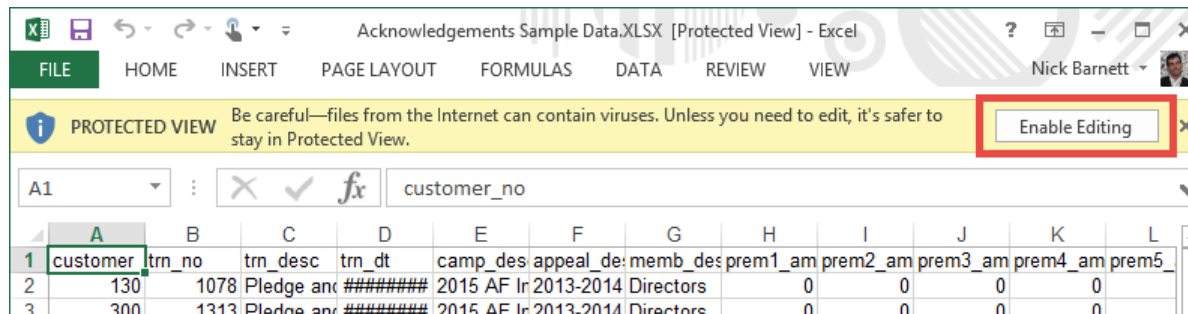 Acknowledgements Sample Data.XLSX [Protected View] - Excel ?
FILE HOME INSERT PAGE LAYOUT FORMULAS DATA REVIEW VIEW Nick Barnett
PROTECTED VIEW Be careful—files from the Internet can contain viruses. Unless you need to edit, it's safer to
stay in Protected View.
Enable Editing
A1 fx customer_no
A B C D E F G H I J K L
1 customer trn_no trn_desc trn_dt camp_des appeal_de memb_des prem1_am prem2_am prem3_am prem4_am prem5_
2 130 1078 Pledge and ######## 2015 AF In 2013-2014 Directors 0 0 0 0
3 300 1313 Pledge and ######## 2015 AF In 2013-2014 Directors 0 0 0 0